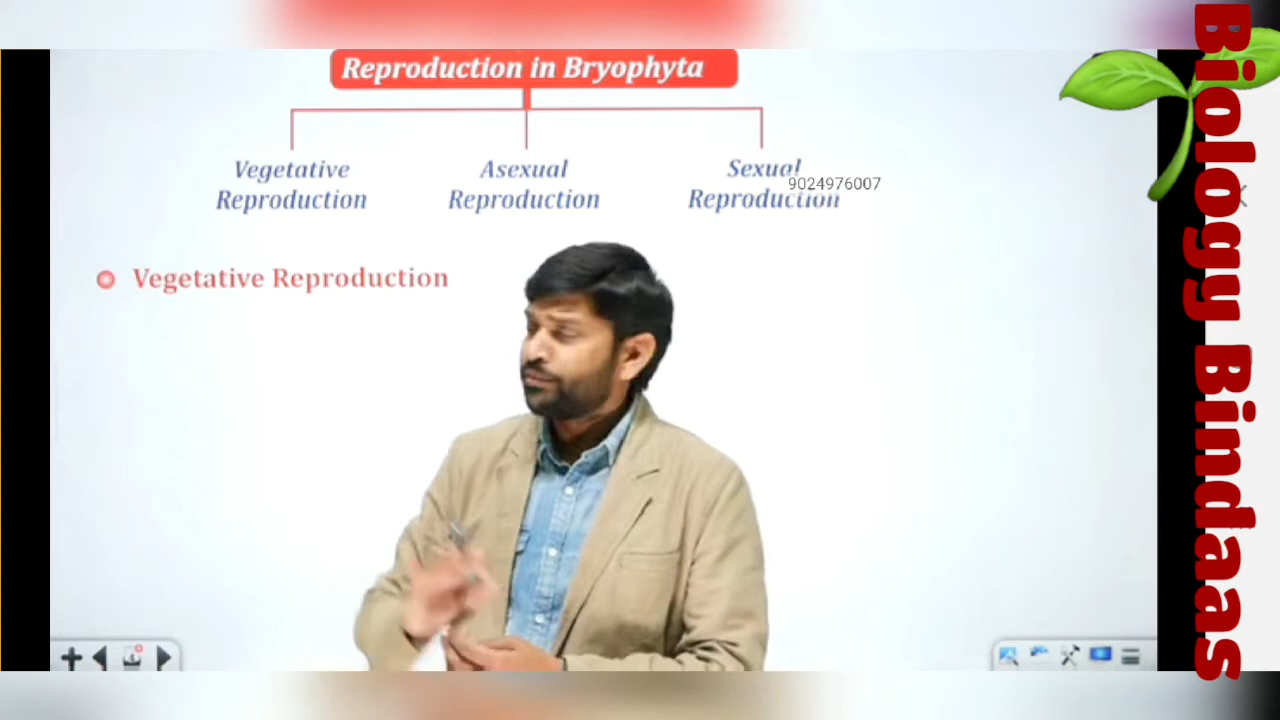 Reproduction in Bryophyta
Vegetative
Reproduction
Asexual
Reproduction
Sexual
Reproduction
9024976007
Vegetative Reproduction
Biology Bindaas